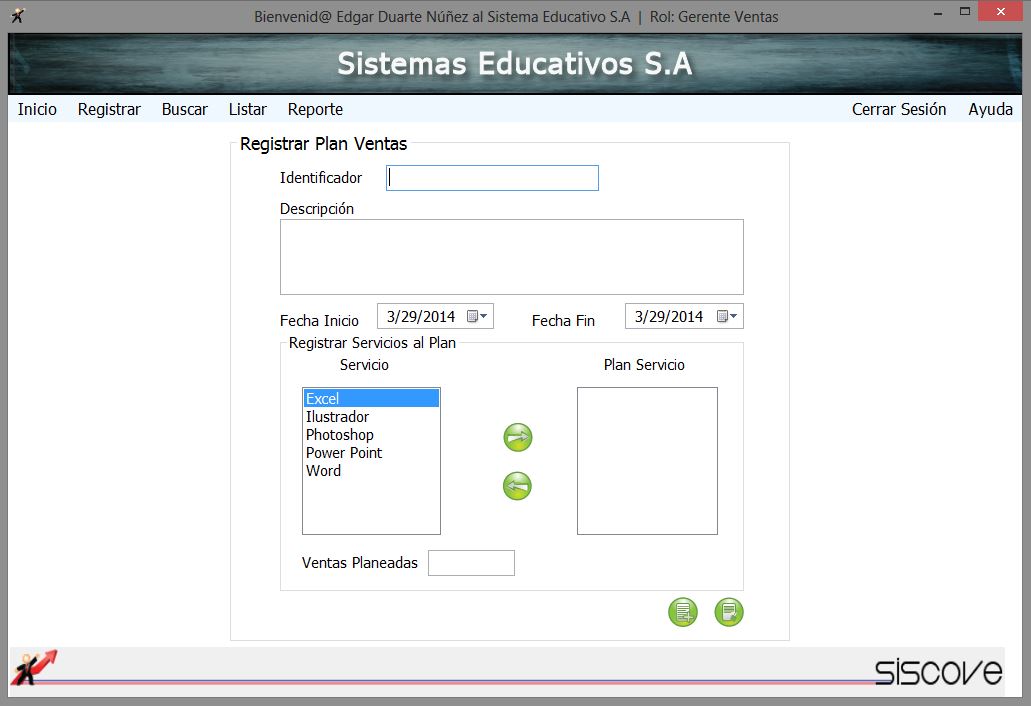 Bienvenid@ Edgar Duarte Núñez al Sistema Educativo S.A | Rol: Gerente Ventas
Sistemas Educativos S.A
Inicio Registrar Buscar Listar Reporte Cerrar Sesión Ayuda
Registrar Plan Ventas
Identificador
Descripción
Fecha Inicio 3/29/2014 Fecha Fin 3/29/2014
Registrar Servicios al Plan
Servicio Plan Servicio
Excel
Ilustrador
Photoshop
Power Point
Word
Ventas Planeadas
siscove